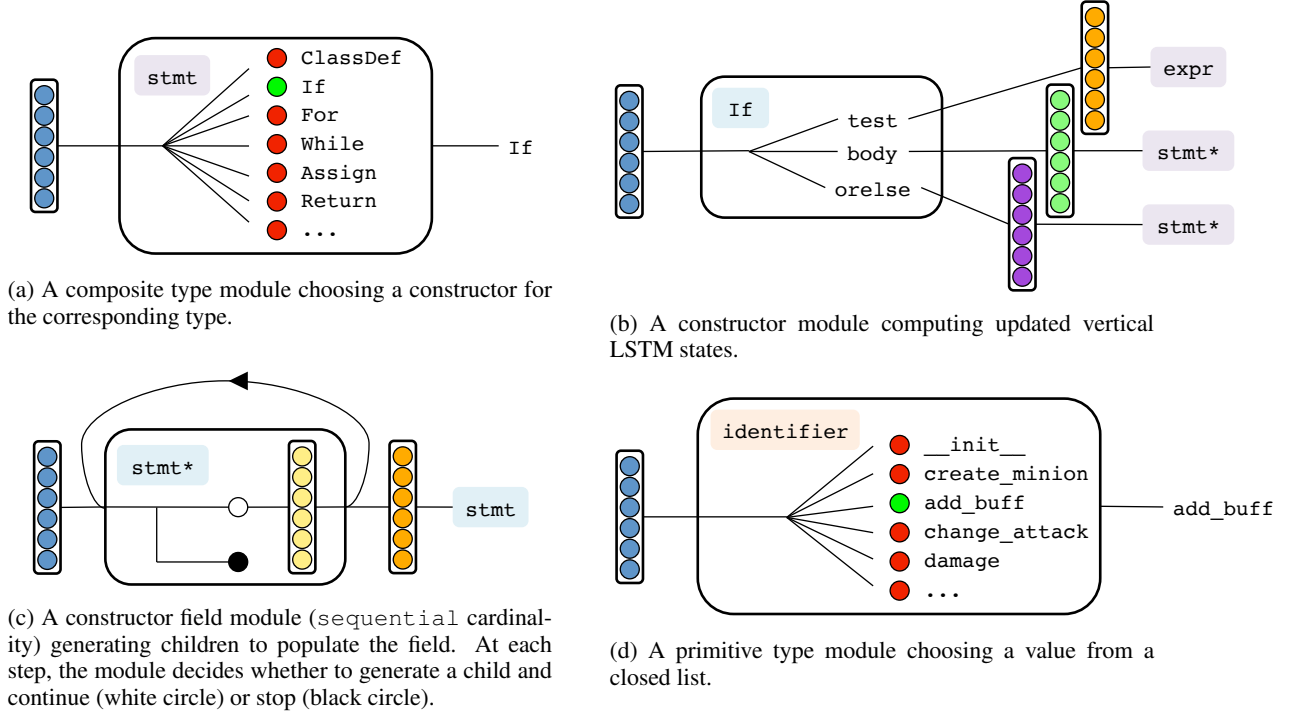 stmt
ClassDef
If
For
While
Assign
Return
...
If
(a) A composite type module choosing a constructor for
the corresponding type.
If
test
body
orelse
expr
stmt*
stmt*
(b) A constructor module computing updated vertical
LSTM states.
stmt*
stmt
(c) A constructor field module (sequential cardinal-
ity) generating children to populate the field. At each
step, the module decides whether to generate a child and
continue (white circle) or stop (black circle).
identifier
__init__
create_minion
add_buff
change_attack
damage
...
add_buff
(d) A primitive type module choosing a value from a
closed list.